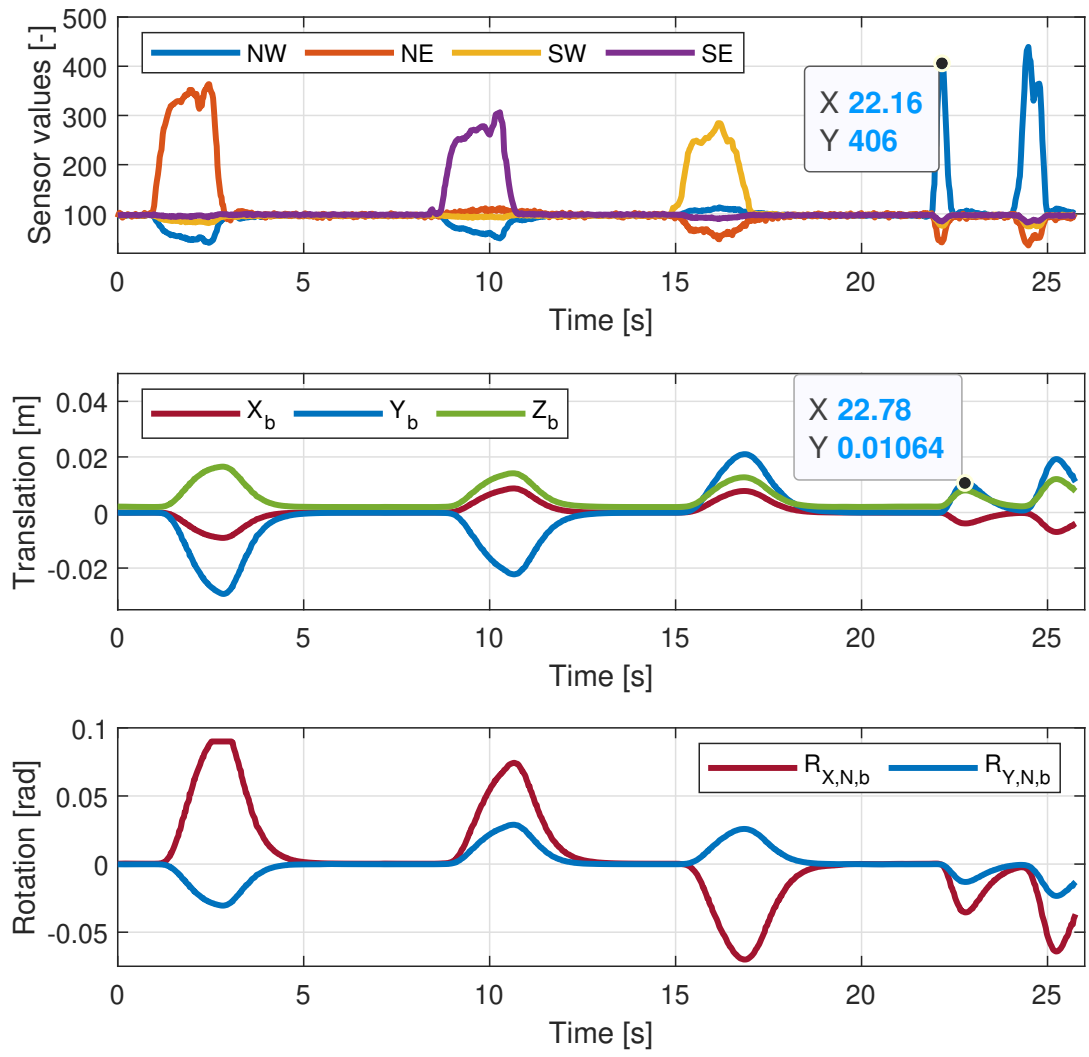 500
400
300
200
100
Sensor values [-]
NW NE SW SE
X 22.16
Y 406
0 5 10 15 20 25
Time [s]
0.04
0.02
0
-0.02
Translation [m]
X_b Y_b Z_b
X 22.78
Y 0.01064
0 5 10 15 20 25
Time [s]
0.1
0.05
0
-0.05
Rotation [rad]
R_X,N,b R_Y,N,b
0 5 10 15 20 25
Time [s]